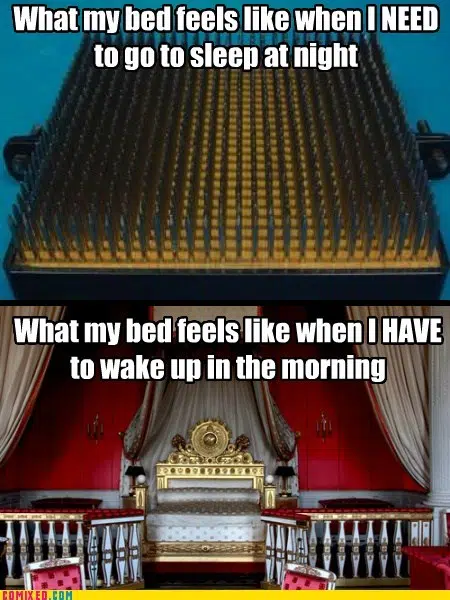 What my bed feels like when I NEED
to go to sleep at night
What my bed feels like when I HAVE
to wake up in the morning
COMIXED.COM